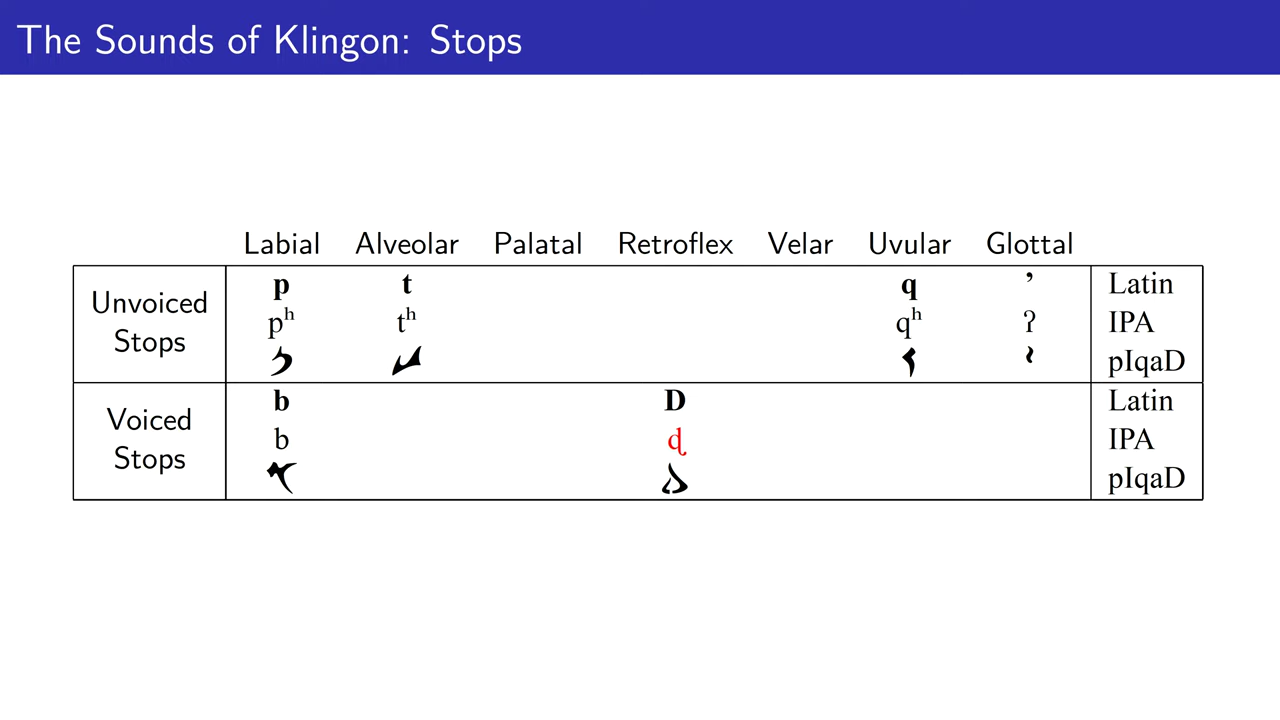 The Sounds of Klingon: Stops
Labial Alveolar Palatal Retroflex Velar Uvular Glottal
Unvoiced Stops
p t q ’ Latin
pʰ tʰ qʰ ʔ IPA
    pIqaD
Voiced Stops
b D Latin
b ɖ IPA
  pIqaD